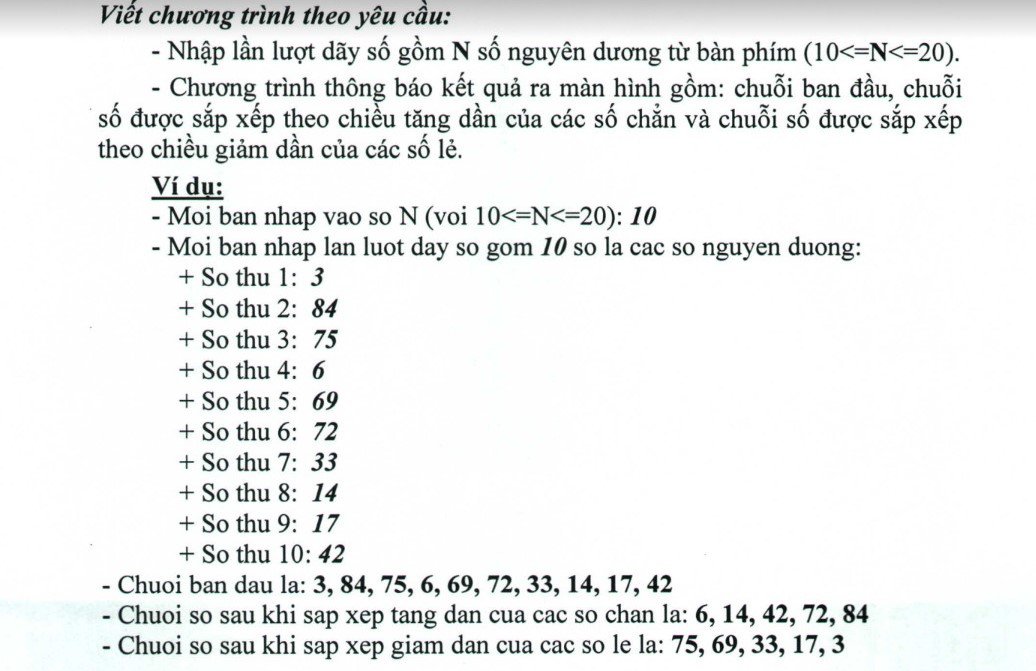 Viết chương trình theo yêu cầu:
- Nhập lần lượt dãy số gồm N số nguyên dương từ bàn phím (10<=N<=20).
- Chương trình thông báo kết quả ra màn hình gồm: chuỗi ban đầu, chuỗi
số được sắp xếp theo chiều tăng dần của các số chẵn và chuỗi số được sắp xếp
theo chiều giảm dần của các số lẻ.
Ví dụ:
- Moi ban nhap vao so N (voi 10<=N<=20): 10
- Moi ban nhap lan luot day so gom 10 so la cac so nguyen duong:
+ So thu 1: 3
+ So thu 2: 84
+ So thu 3: 75
+ So thu 4: 6
+ So thu 5: 69
+ So thu 6: 72
+ So thu 7: 33
+ So thu 8: 14
+ So thu 9: 17
+ So thu 10: 42
- Chuoi ban dau la: 3, 84, 75, 6, 69, 72, 33, 14, 17, 42
- Chuoi so sau khi sap xep tang dan cua cac so chan la: 6, 14, 42, 72, 84
- Chuoi so sau khi sap xep giam dan cua cac so le la: 75, 69, 33, 17, 3